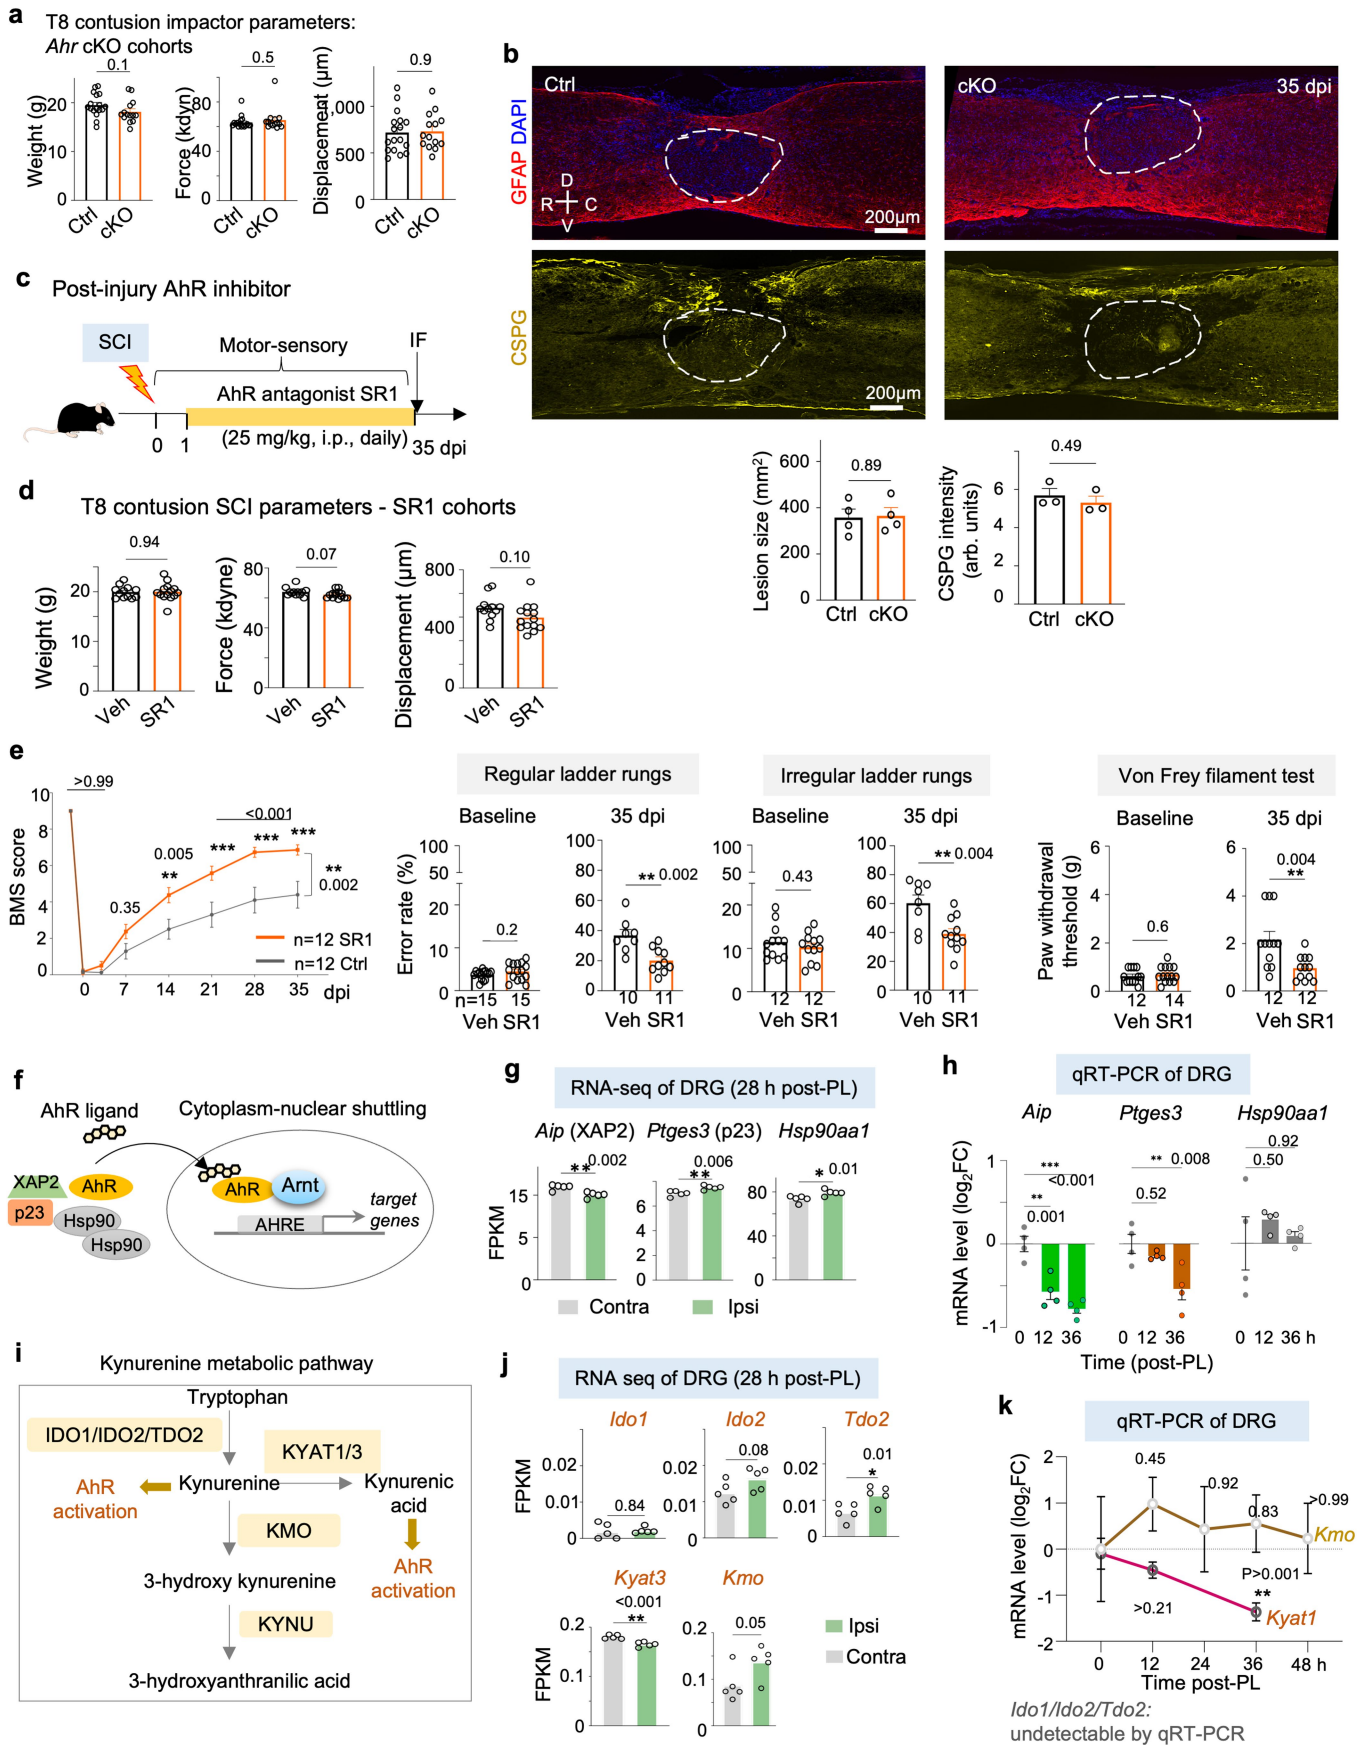 a
T8 contusion impactor parameters:
Ahr cKO cohorts
0.1
Weight (g)
20
10
0
Ctrl
cKO
0.5
Force (kdyn)
80
40
0
Ctrl
cKO
0.9
Displacement (µm)
1,000
500
0
Ctrl
cKO
b
GFAP DAPI
Ctrl
D
R C
V
200µm
cKO
35 dpi
CSPG
200µm
Lesion size (mm2)
600
400
200
0
0.89
Ctrl cKO
CSPG intensity
(arb. units)
6
4
2
0
0.49
Ctrl cKO
c
Post-injury AhR inhibitor
SCI
Motor-sensory
IF
AhR antagonist SR1
(25 mg/kg, i.p., daily)
0 1
35 dpi
d
T8 contusion SCI parameters - SR1 cohorts
0.94
Weight (g)
20
10
0
Veh
SR1
0.07
Force (kdyne)
80
40
0
Veh
SR1
0.10
Displacement (µm)
800
400
0
Veh
SR1
e
>0.99
BMS score
10
8
6
4
2
0
0.35
0.005
**
***
<0.001
***
***
**
0.002
n=12 SR1
n=12 Ctrl
0 7 14 21 28 35 dpi
Regular ladder rungs
Baseline
35 dpi
Error rate (%)
100
50
20
10
0
0.2
n=15 15
Veh SR1
100
80
60
40
20
0
** 0.002
10 11
Veh SR1
Irregular ladder rungs
Baseline
35 dpi
100
50
20
10
0
0.43
12 12
Veh SR1
100
80
60
40
20
0
** 0.004
10 11
Veh SR1
Von Frey filament test
Baseline
35 dpi
Paw withdrawal
threshold (g)
6
4
2
0
0.6
12 14
Veh SR1
6
4
2
0
0.004
**
12 12
Veh SR1
f
AhR ligand
Cytoplasm-nuclear shuttling
XAP2
AhR
p23
Hsp90
Hsp90
AhR
Arnt
AHRE
target
genes
g
RNA-seq of DRG (28 h post-PL)
Aip (XAP2) Ptges3 (p23) Hsp90aa1
FPKM
15
5
0
** 0.002
6
4
2
0
0.006
**
80
40
0
* 0.01
Contra
Ipsi
h
qRT-PCR of DRG
Aip
Ptges3
Hsp90aa1
mRNA level (log2FC)
1
0
-1
***
<0.001
**
0.001
** 0.008
0.52
0.92
0.50
0 12 36
0 12 36
0 12 36 h
Time (post-PL)
i
Kynurenine metabolic pathway
Tryptophan
IDO1/IDO2/TDO2
KYAT1/3
AhR
activation
Kynurenine
Kynurenic
acid
KMO
AhR
activation
3-hydroxy kynurenine
KYNU
3-hydroxyanthranilic acid
j
RNA seq of DRG (28 h post-PL)
Ido1
Ido2
Tdo2
FPKM
0.02
0.01
0
0.84
0.02
0.01
0
0.08
0.02
0.01
0
0.01
*
Kyat3
Kmo
FPKM
0.2
0.1
0
<0.001
**
0.2
0.1
0
0.05
Ipsi
Contra
k
qRT-PCR of DRG
mRNA level (log2FC)
2
1
0
-1
-2
0.45
0.92
0.83
>0.99
Kmo
P>0.001
**
>0.21
Kyat1
0 12 24 36 48 h
Time post-PL
Ido1/Ido2/Tdo2:
undetectable by qRT-PCR